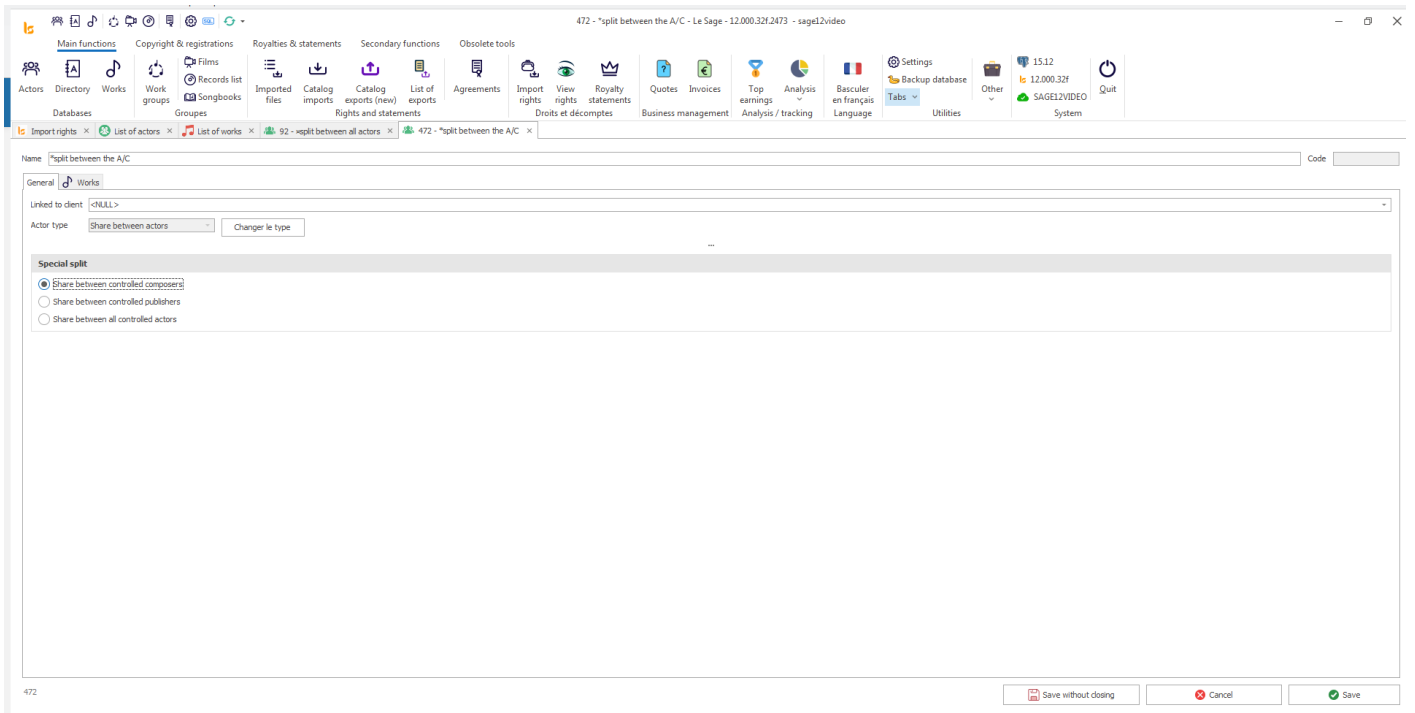 472 - *split between the A/C - Le Sage - 12.000.32f.2473 - sage12video
Main functions Copyright & registrations Royalties & statements Secondary functions Obsolete tools
Actors Directory Works Work groups Films Records list Songbooks Imported files Catalog imports Catalog exports (new) List of exports Agreements Import rights View rights Royalty statements Quotes Invoices Top earnings Analysis Basculer en français Settings Backup database Tabs Other 15.12 12.000.32f SAGE12VIDEO Quit
Databases Groupes Rights and statements Droits et décomptes Business management Analysis / tracking Language Utilities System
Import rights × List of actors × List of works × 92 - »split between all actors × 472 - *split between the A/C ×
Name *split between the A/C Code
General Works
Linked to client <NULL>
Actor type Share between actors Changer le type
...
Special split
Share between controlled composers
Share between controlled publishers
Share between all controlled actors
472 Save without closing Cancel Save